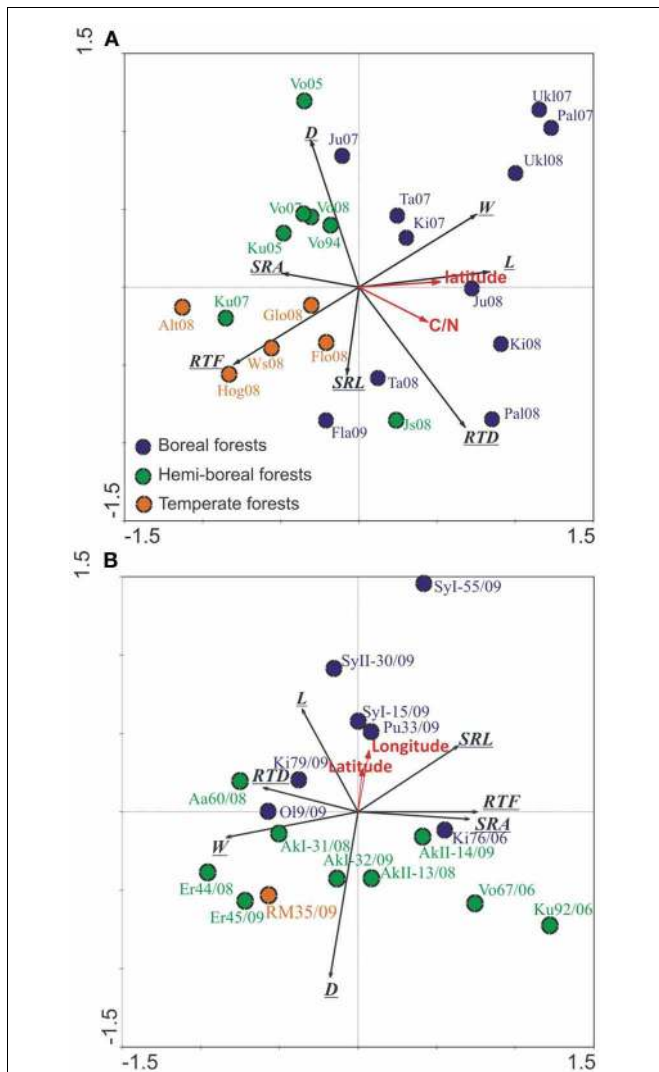 A
1.5
Vo05
Ukl07
Pal07
D
Ju07
Ukl08
Vo07
Vo08
Ta07
W
Ku05
Vo94
Ki07
SRA
L
latitude
Ju08
Alt08
Ku07
Glo08
C/N
RTF
Ws08
Flo08
Ki08
Hog08
SRL
Ta08
Fla09
Js08
Pal08
RTD
Boreal forests
Hemi-boreal forests
Temperate forests
-1.5
-1.5
1.5
B
1.5
SyI-55/09
SyII-30/09
L
SyI-15/09
Pu33/09
SRL
Longitude
Ki79/09
Latitude
RTD
Aa60/08
Ol9/09
RTF
SRA
Ki76/06
W
AkI-31/08
AkI-32/09
AkII-14/09
AkII-13/08
Er44/08
Er45/09
RM35/09
Vo67/06
Ku92/06
D
-1.5
-1.5
1.5